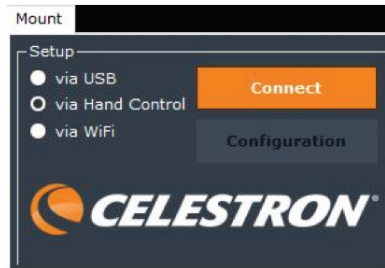 Mount
Setup
via USB
via Hand Control
via WiFi
Connect
Configuration
CELESTRON®